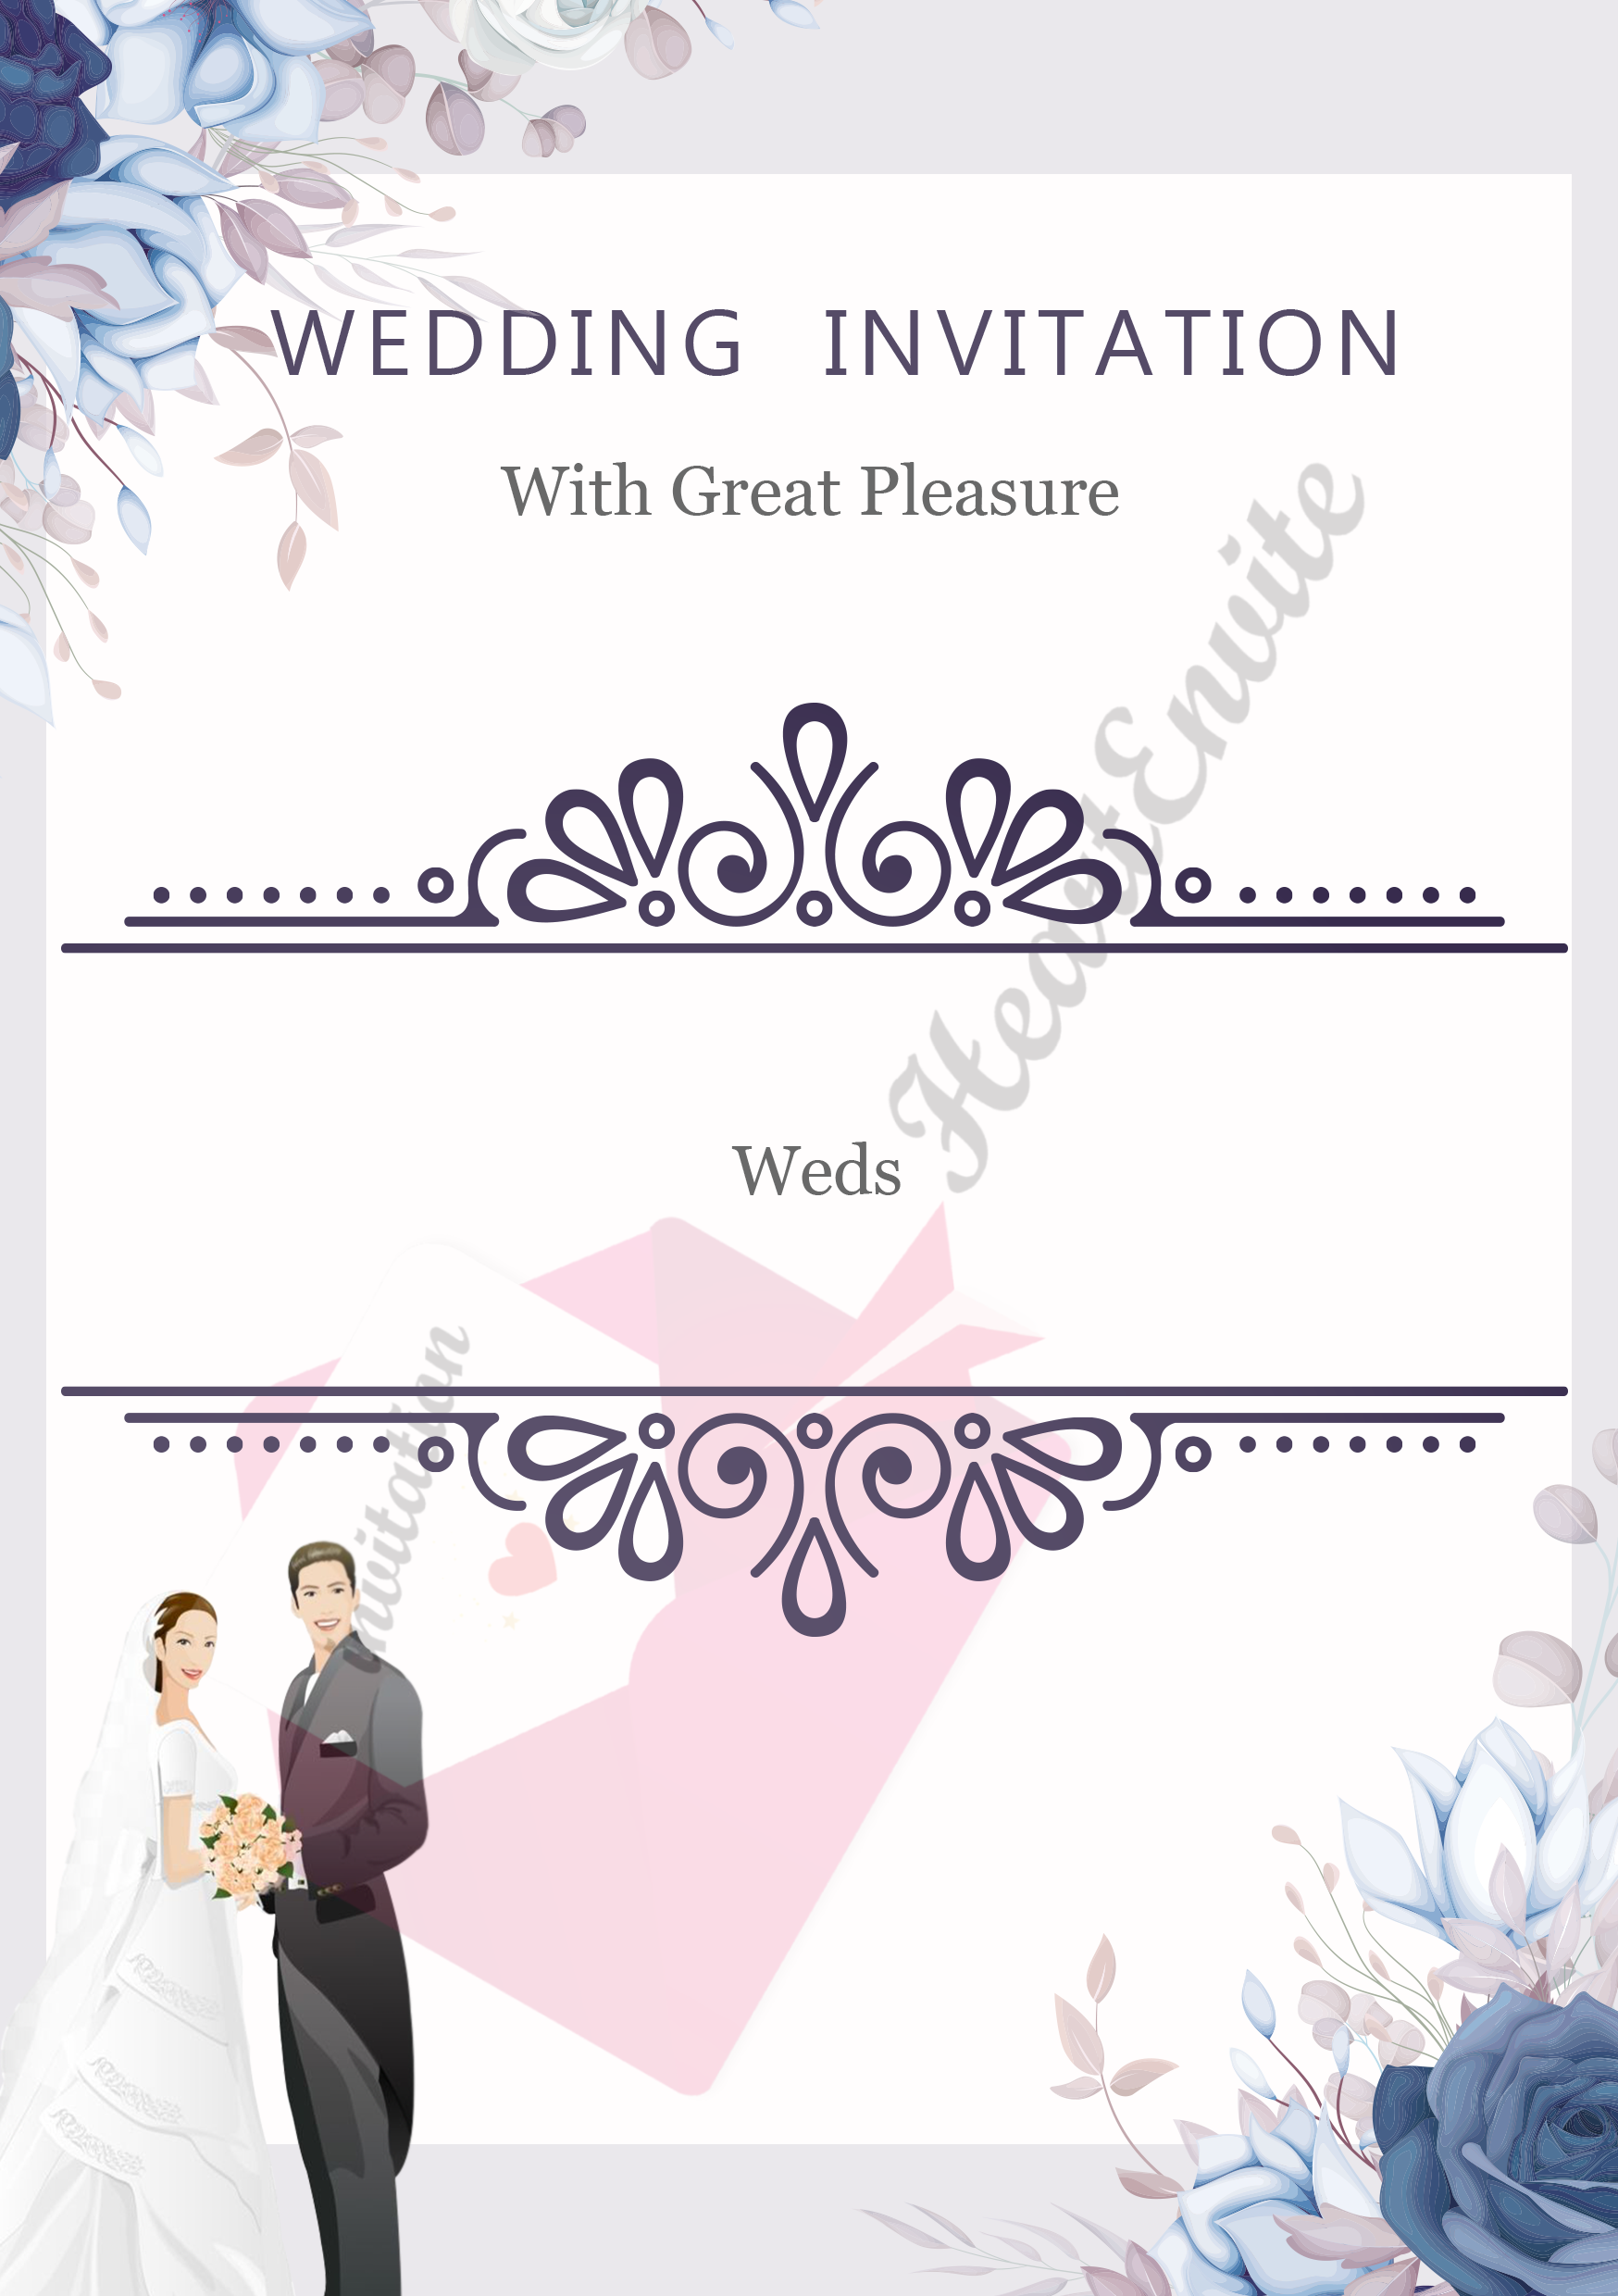 WEDDING INVITATION
With Great Pleasure
HeartEnvite
Weds
invitation